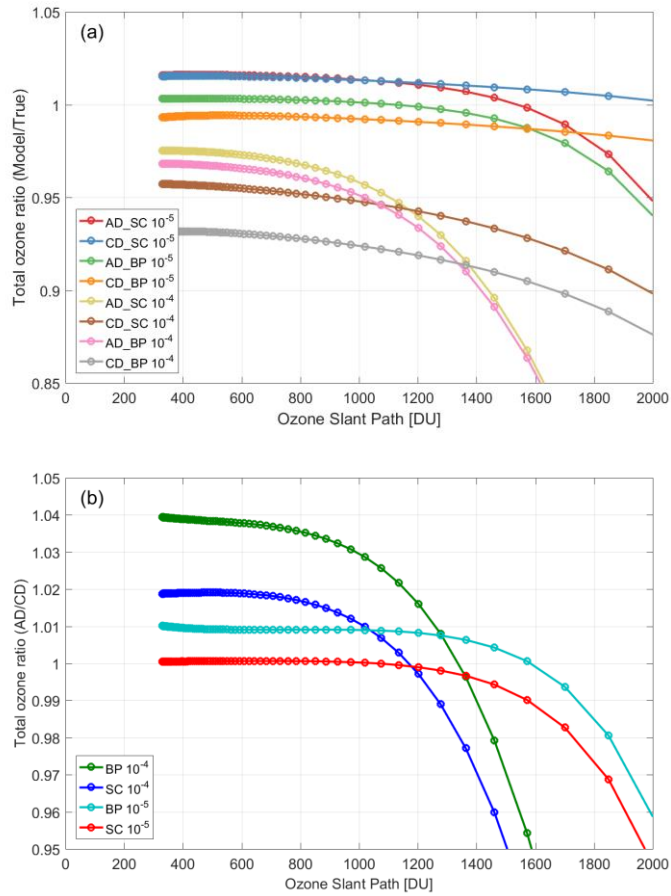 (a)
1.05
1
0.95
0.9
0.85
Total ozone ratio (Model/True)
AD_SC 10-5
CD_SC 10-5
AD_BP 10-5
CD_BP 10-5
AD_SC 10-4
CD_SC 10-4
AD_BP 10-4
CD_BP 10-4
0 200 400 600 800 1000 1200 1400 1600 1800 2000
Ozone Slant Path [DU]
(b)
1.05
1.04
1.03
1.02
1.01
1
0.99
0.98
0.97
0.96
0.95
Total ozone ratio (AD/CD)
BP 10-4
SC 10-4
BP 10-5
SC 10-5
0 200 400 600 800 1000 1200 1400 1600 1800 2000
Ozone Slant Path [DU]